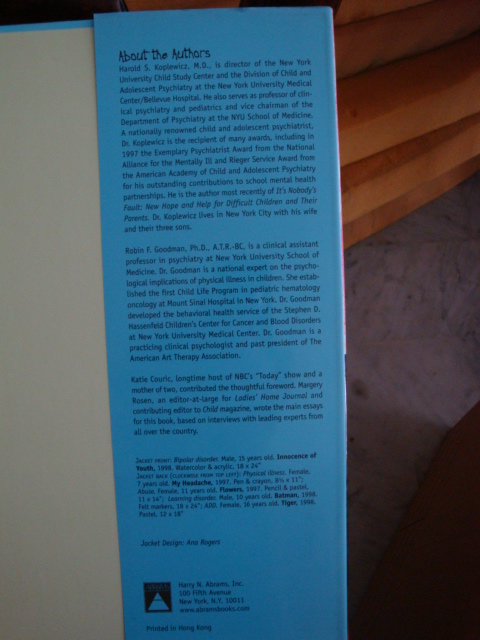 About the Authors
Harold S. Koplewicz, M.D., is director of the New York
University Child Study Center and the Division of Child and
Adolescent Psychiatry at the New York University Medical
Center/Bellevue Hospital. He also serves as professor of clin-
ical psychiatry and pediatrics and vice chairman of the
Department of Psychiatry at the NYU School of Medicine.
A nationally renowned child and adolescent psychiatrist,
Dr. Koplewicz is the recipient of many awards, including in
1997 the Exemplary Psychiatrist Award from the National
Alliance for the Mentally Ill and Rieger Service Award from
the American Academy of Child and Adolescent Psychiatry
for his outstanding contributions to school mental health
partnerships. He is the author most recently of It's Nobody's
Fault: New Hope and Help for Difficult Children and Their
Parents. Dr. Koplewicz lives in New York City with his wife
and their three sons.
Robin F. Goodman, Ph.D., A.T.R.-BC, is a clinical assistant
professor in psychiatry at New York University School of
Medicine. Dr. Goodman is a national expert on the psycho-
logical implications of physical illness in children. She estab-
lished the first Child Life Program in pediatric hematology
oncology at Mount Sinai Hospital in New York. Dr. Goodman
developed the behavioral health service of the Stephen D.
Hassenfeld Children's Center for Cancer and Blood Disorders
at New York University Medical Center. Dr. Goodman is a
practicing clinical psychologist and past president of The
American Art Therapy Association.
Katie Couric, longtime host of NBC's "Today" show and a
mother of two, contributed the thoughtful foreword. Margery
Rosen, an editor-at-large for Ladies' Home Journal and
contributing editor to Child magazine, wrote the main essays
for this book, based on interviews with leading experts from
all over the country.
Jacket front: Bipolar disorder. Male, 15 years old. Innocence of
Youth, 1998. Watercolor & acrylic, 18 x 24"
Jacket back (clockwise from top left): Physical illness. Female,
7 years old. My Headache, 1997. Pen & crayon, 8½ x 11";
Abuse. Female, 11 years old. Flowers, 1997. Pencil & pastel,
11 x 14"; Learning disorder. Male, 10 years old. Batman, 1998.
Felt markers, 18 x 24"; ADD. Female, 16 years old. Tiger, 1998.
Pastel, 12 x 18"
Jacket Design: Ana Rogers
Harry N. Abrams, Inc.
100 Fifth Avenue
New York, N.Y. 10011
www.abramsbooks.com
Printed in Hong Kong